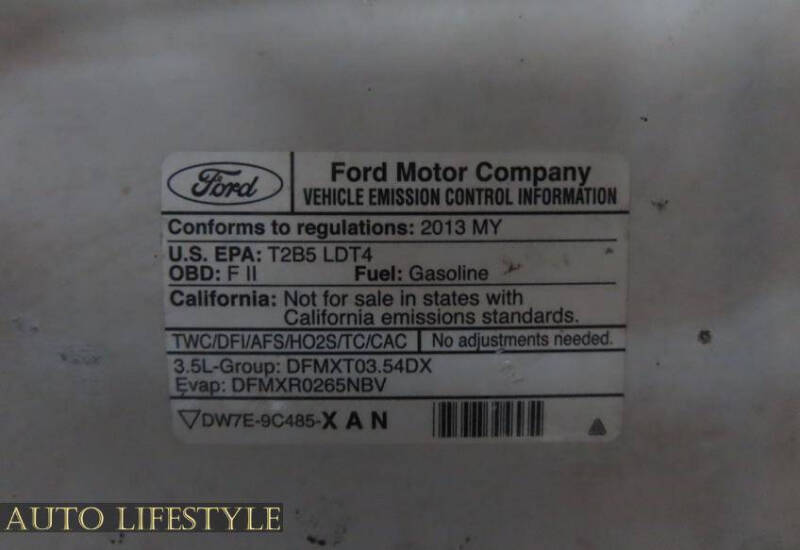 Ford
Ford Motor Company
VEHICLE EMISSION CONTROL INFORMATION
Conforms to regulations: 2013 MY
U.S. EPA: T2B5 LDT4
OBD: F II Fuel: Gasoline
California: Not for sale in states with
California emissions standards.
TWC/DFI/AFS/HO2S/TC/CAC No adjustments needed.
3.5L-Group: DFMXT03.54DX
Evap: DFMXR0265NBV
DW7E-9C485-XAN
AUTO LIFESTYLE